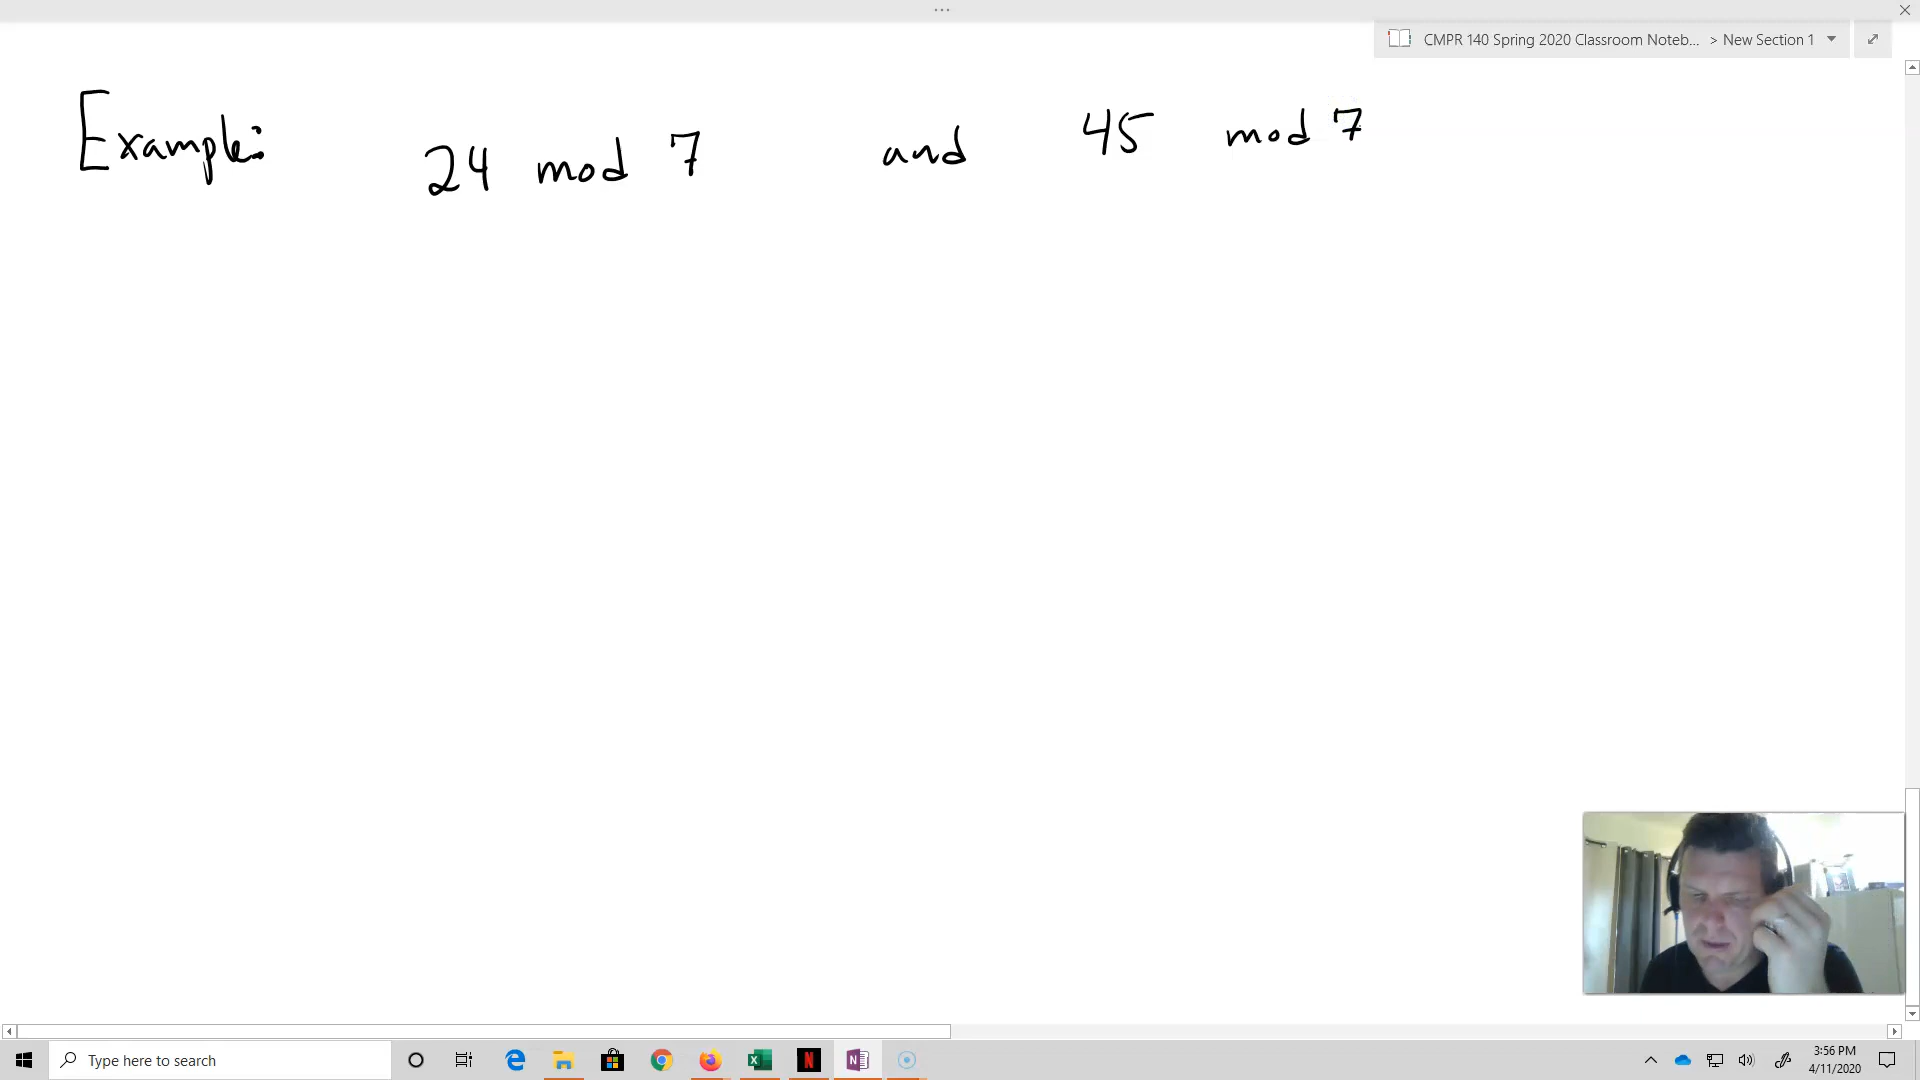 CMPR 140 Spring 2020 Classroom Noteb... > New Section 1
Example: 24 mod 7 and 45 mod 7
Type here to search
3:56 PM
4/11/2020